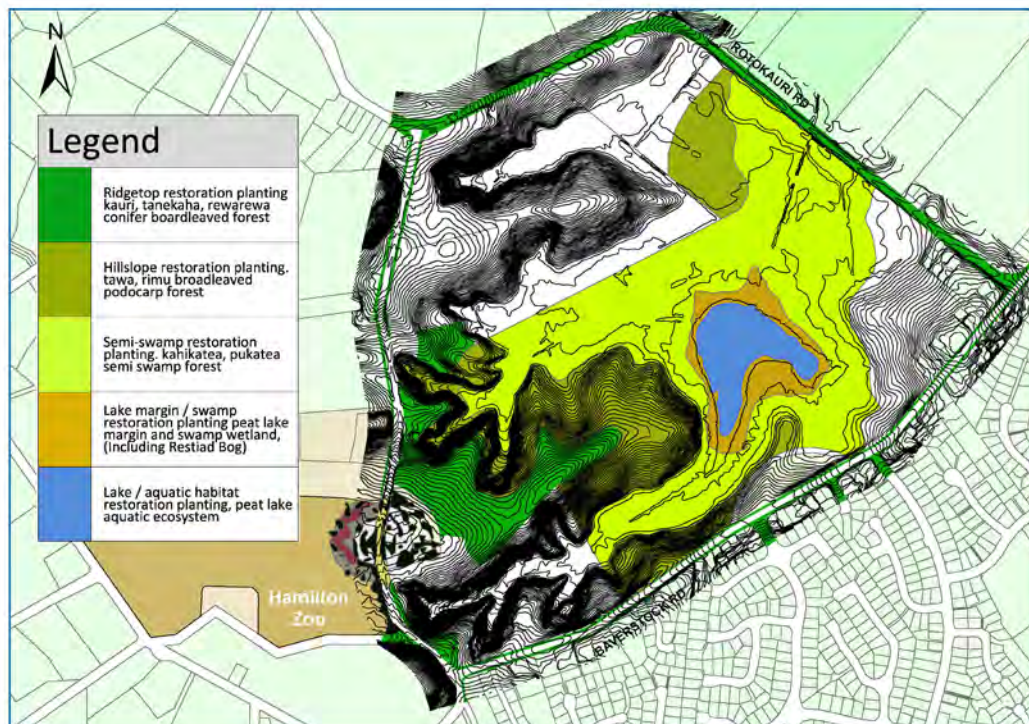 N
ROTOKAURI RD
Legend
Ridgetop restoration planting
kauri, tanekaha, rewarewa
conifer boardleaved forest
Hillslope restoration planting.
tawa, rimu broadleaved
podocarp forest
Semi-swamp restoration
planting. kahikatea, pukatea
semi swamp forest
Lake margin / swamp
restoration planting peat lake
margin and swamp wetland,
(Including Restiad Bog)
Lake / aquatic habitat
restoration planting, peat lake
aquatic ecosystem
Hamilton
Zoo
BAVERSTOCK RD